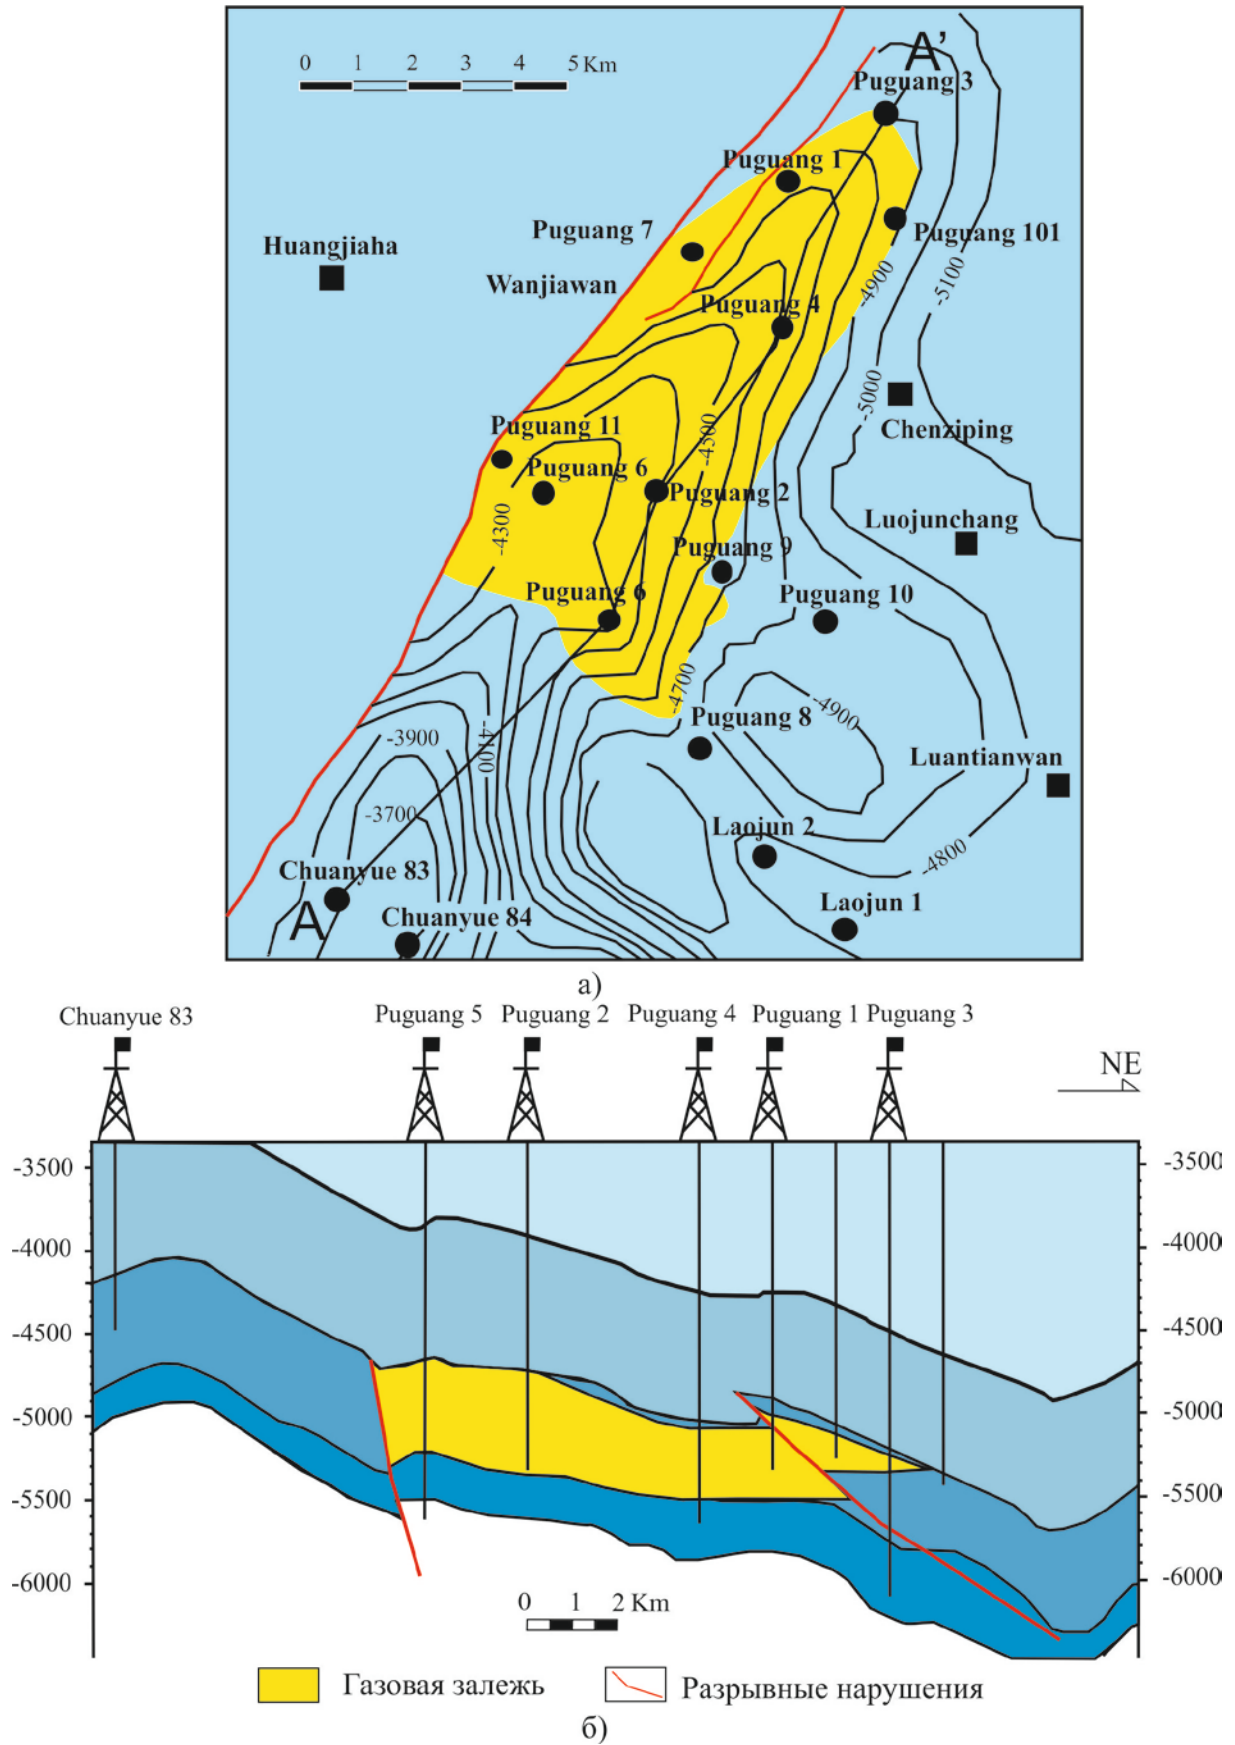 A’
0 1 2 3 4 5 Km
Puguang 3
Puguang 1
Puguang 7
Puguang 101
Huangjiaha
Wanjiawan
-4900
-5100
Puguang 4
-5000
Chenziping
Puguang 11
-4500
Puguang 6
Puguang 2
-4300
Luojunchang
Puguang 9
Puguang 6
Puguang 10
-4700
-4900
Puguang 8
-3900
-4100
Luantianwan
-3700
Laojun 2
-4800
Chuanyue 83
A
Chuanyue 84
Laojun 1
а)
Chuanyue 83 Puguang 5 Puguang 2 Puguang 4 Puguang 1 Puguang 3
NE
-3500 -3500
-4000 -4000
-4500 -4500
-5000 -5000
-5500 -5500
-6000 -6000
0 1 2 Km
Газовая залежь Разрывные нарушения
б)